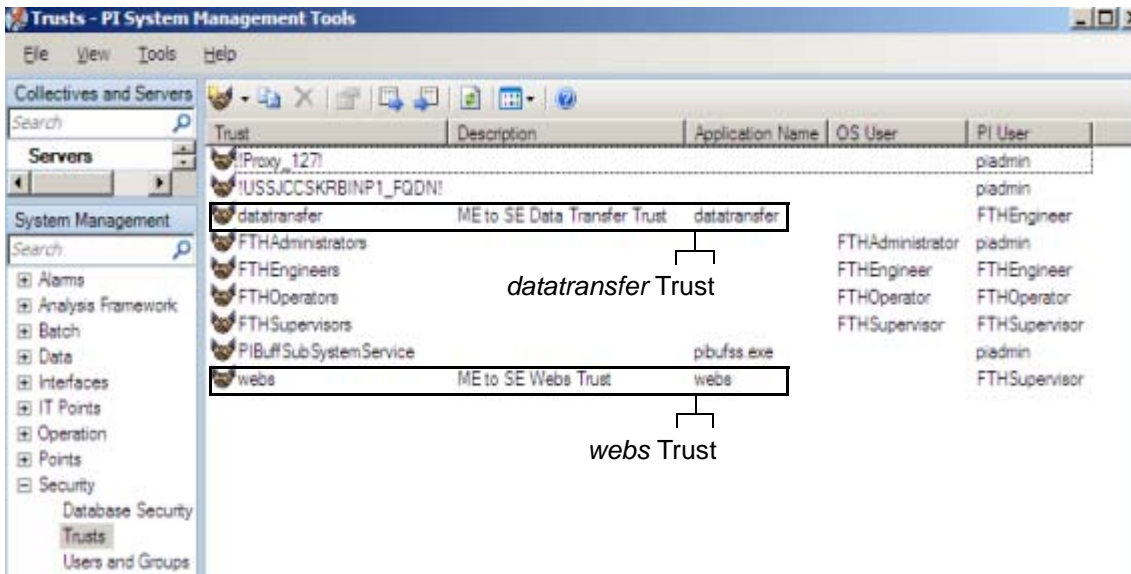 Trusts - PI System Management Tools
File View Tools Help
Collectives and Servers
Search
Servers
System Management
Search
Alarms
Analysis Framework
Batch
Data
Interfaces
IT Points
Operation
Points
Security
Database Security
Trusts
Users and Groups
Trust Description Application Name OS User PI User
!Proxy_127! piadmin
!USSJCCSKRBINP1_FQDN! piadmin
datatransfer ME to SE Data Transfer Trust datatransfer FTHEngineer
FTHAdministrators FTHAdministrator piadmin
FTHEngineers FTHEngineer FTHEngineer
FTHOperators FTHOperator FTHOperator
FTHSupervisors FTHSupervisor FTHSupervisor
PIBuffSubSystemService pibufss.exe piadmin
webs ME to SE Webs Trust webs FTHSupervisor
datatransfer Trust
webs Trust